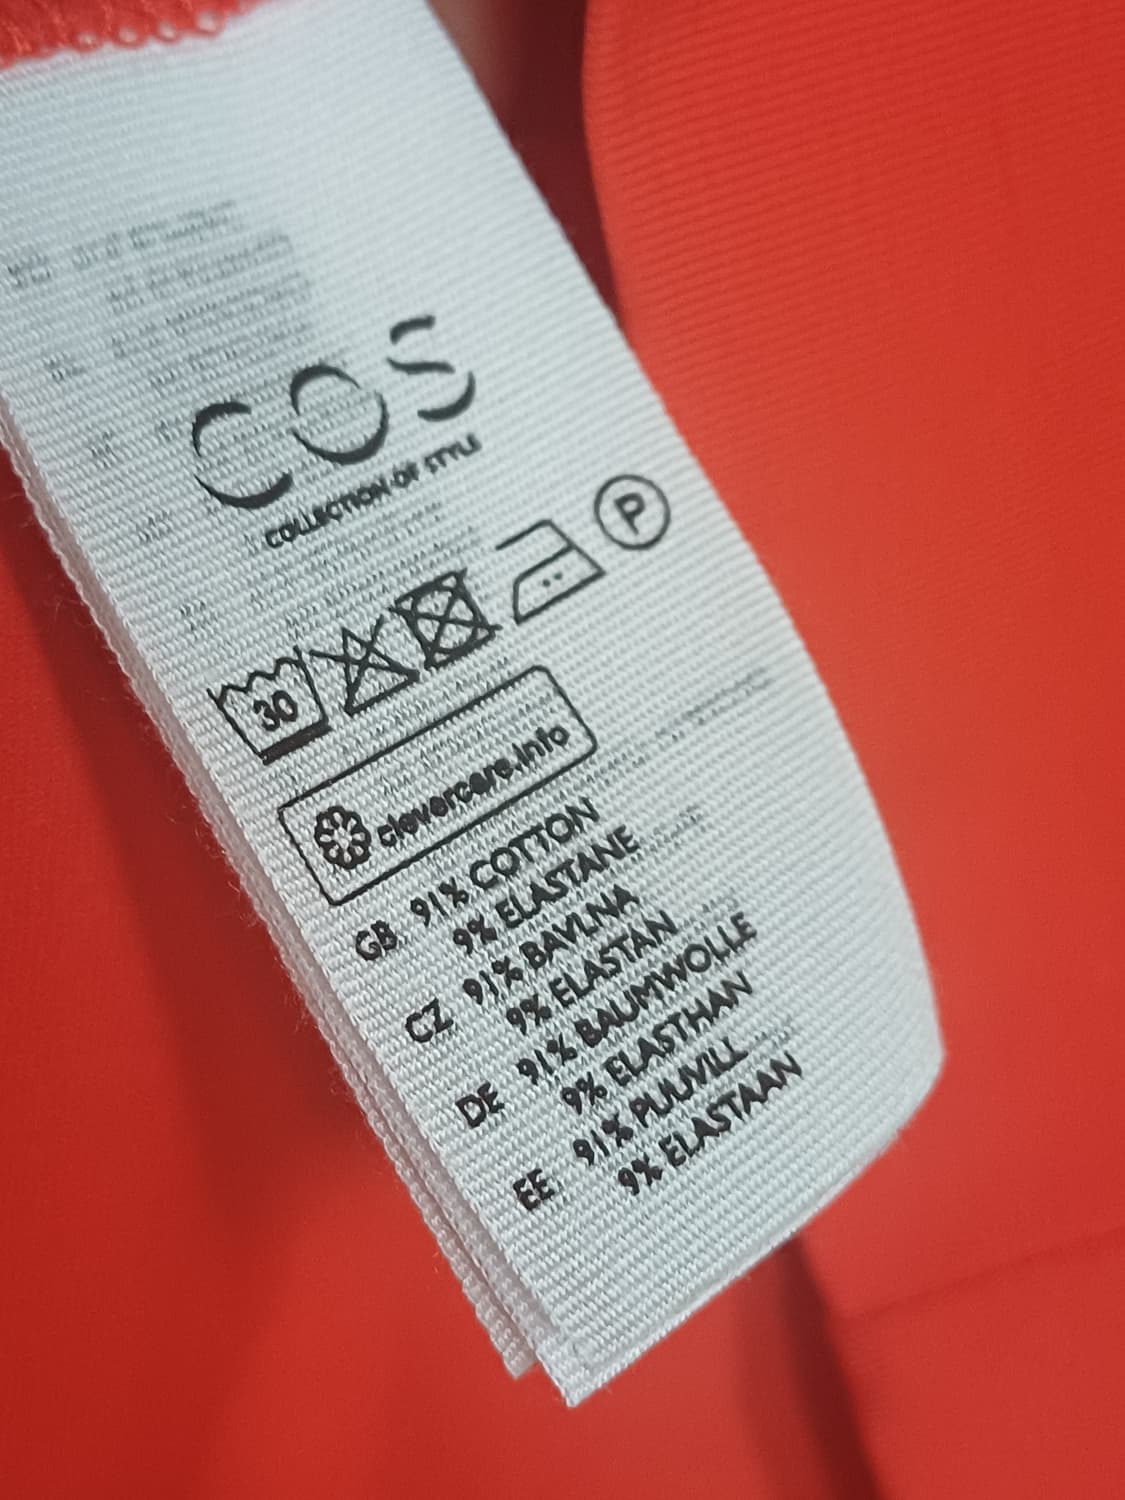 COS
COLLECTION OF STYLE
P
30
clevercare.info
GB 91% COTTON
9% ELASTANE
CZ 91% BAVLNA
9% ELASTAN
DE 91% BAUMWOLLE
9% ELASTHAN
EE 91% PUUVILL
9% ELASTAAN